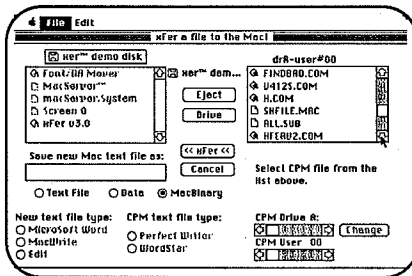 File Edit
xFer a file to the Mac!
xer™ demo disk
Font/DA Mover
MacServer™
macServer.System
Screen 0
xFer v3.0
xer™ dem...
Eject
Drive
drA-user#00
FINDBAD.COM
U412S.COM
H.COM
SHFILE.MAC
ALL.SUB
XFERV2.COM
Save new Mac text file as:
<< xFer <<
Cancel
Select CPM file from the
list above.
Text File Data MacBinary
New text file type:
Microsoft Word
MacWrite
Edit
CPM text file type:
Perfect Writer
WordStar
CPM Drive A:
Change
CPM User 00